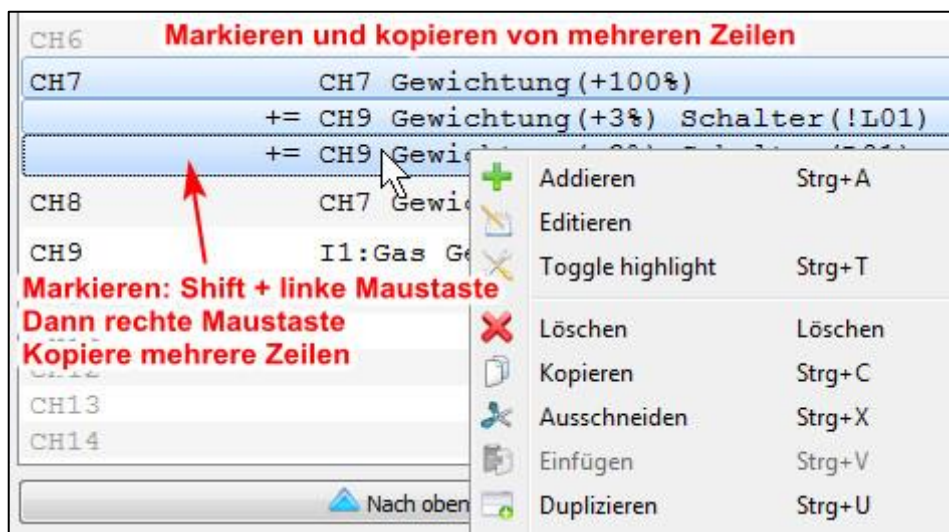 CH6 Markieren und kopieren von mehreren Zeilen
CH7 CH7 Gewichtung(+100%)
+= CH9 Gewichtung(+3%) Schalter(!L01)
+= CH9
CH8 CH7
CH9 I1:Gas
Markieren: Shift + linke Maustaste
Dann rechte Maustaste
Kopiere mehrere Zeilen
CH13
CH14
Nach oben
Addieren Strg+A
Editieren
Toggle highlight Strg+T
Löschen Löschen
Kopieren Strg+C
Ausschneiden Strg+X
Einfügen Strg+V
Duplizieren Strg+U